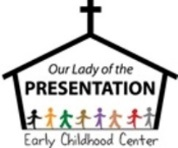 Our Lady of the
PRESENTATION
Early Childhood Center